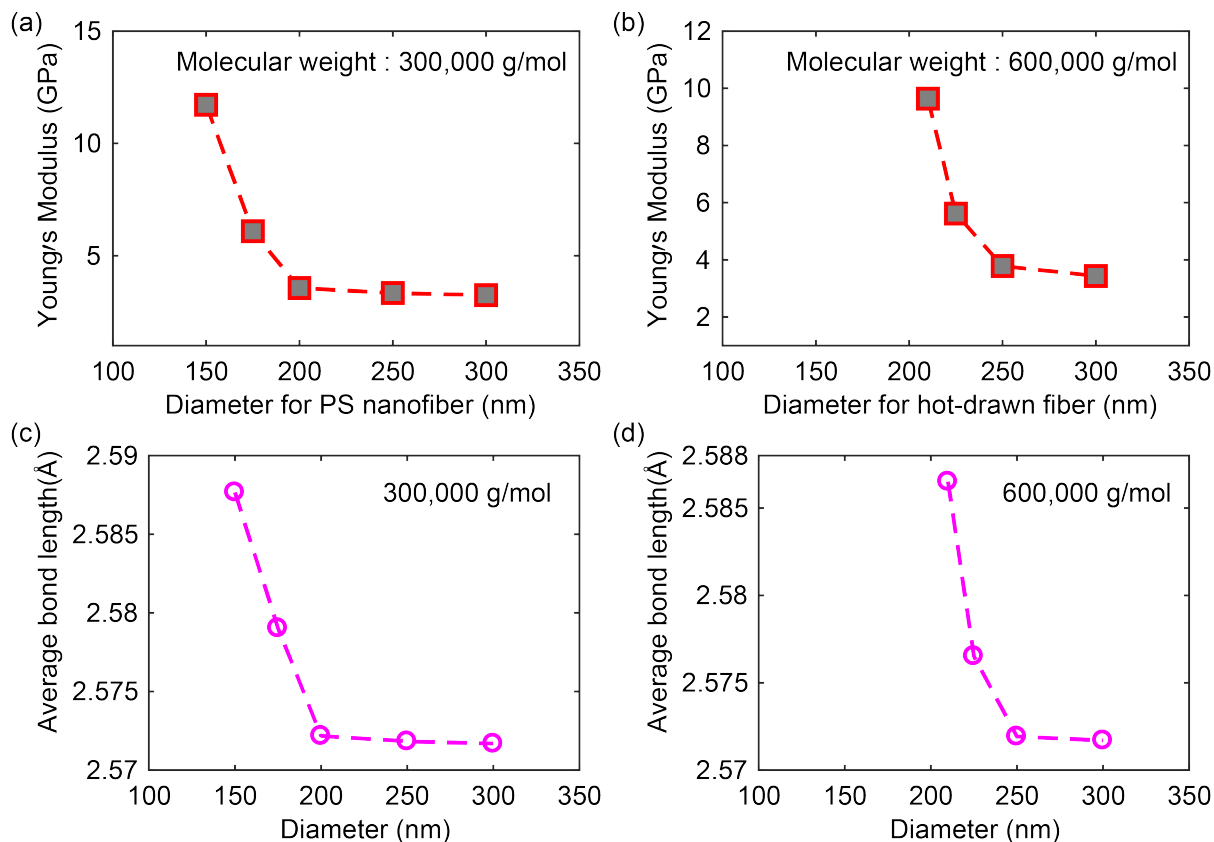 (a)
Young's Modulus (GPa)
15
10
5
Molecular weight : 300,000 g/mol
100 150 200 250 300 350
Diameter for PS nanofiber (nm)
(b)
Young's Modulus (GPa)
12
10
8
6
4
2
Molecular weight : 600,000 g/mol
100 150 200 250 300 350
Diameter for hot-drawn fiber (nm)
(c)
Average bond length(Å)
2.59
2.585
2.58
2.575
2.57
300,000 g/mol
100 150 200 250 300 350
Diameter (nm)
(d)
Average bond length(Å)
2.588
2.585
2.58
2.575
2.57
600,000 g/mol
100 150 200 250 300 350
Diameter (nm)